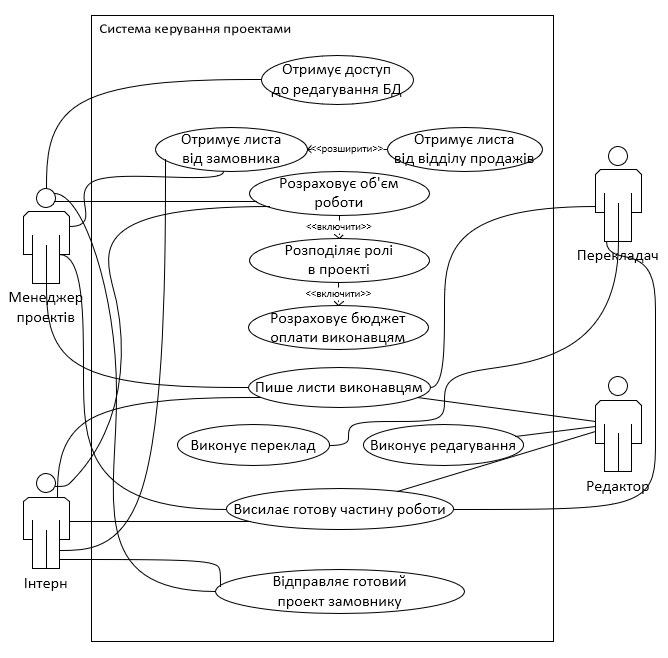 Система керування проектами
Отримує доступ
до редагування БД
Отримує листа
від замовника
<<розширити>>
Отримує листа
від відділу продажів
Розраховує об'єм
роботи
<<включити>>
Розподіляє ролі
в проекті
<<включити>>
Розраховує бюджет
оплати виконавцям
Менеджер
проектів
Перекладач
Пише листи виконавцям
Виконує переклад
Виконує редагування
Редактор
Висилає готову частину роботи
Інтерн
Відправляє готовий
проект замовнику